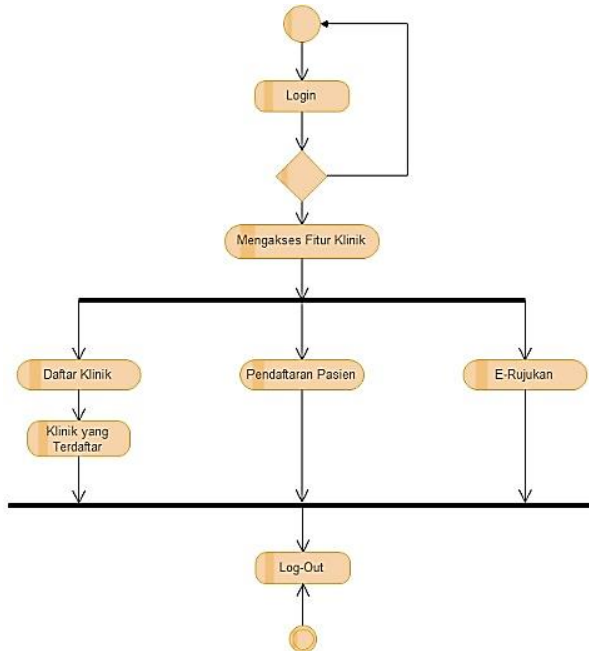 Login
Mengakses Fitur Klinik
Daftar Klinik
Pendaftaran Pasien
E-Rujukan
Klinik yang
Terdaftar
Log-Out